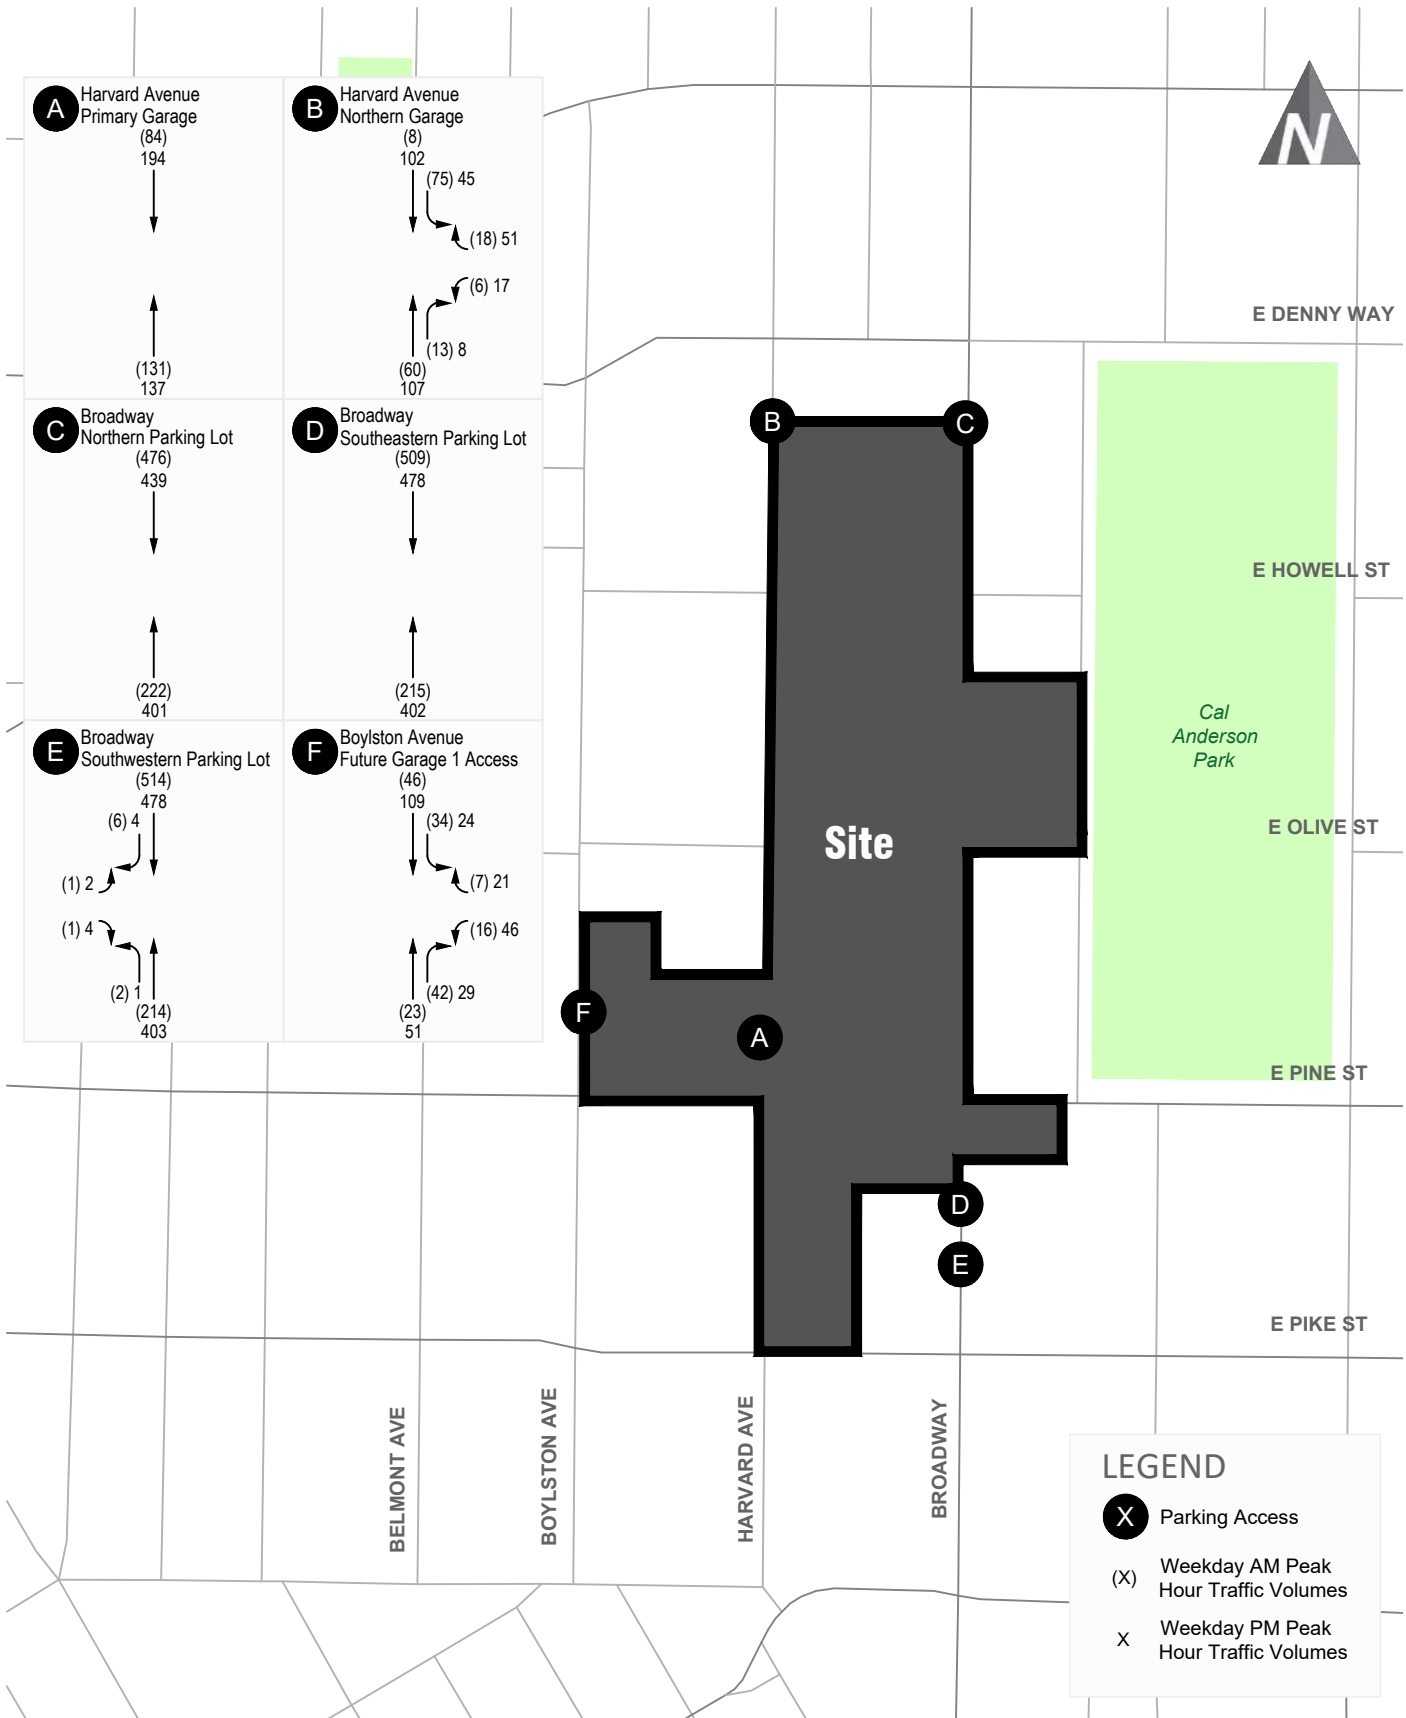 A
Harvard Avenue
Primary Garage
(84)
194
(131)
137
B
Harvard Avenue
Northern Garage
(8)
102
(75) 45
(18) 51
(6) 17
(13) 8
(60)
107
C
Broadway
Northern Parking Lot
(476)
439
(222)
401
D
Broadway
Southeastern Parking Lot
(509)
478
(215)
402
E
Broadway
Southwestern Parking Lot
(514)
478
(6) 4
(1) 2
(1) 4
(2) 1
(214)
403
F
Boylston Avenue
Future Garage 1 Access
(46)
109
(34) 24
(7) 21
(16) 46
(42) 29
(23)
51
N
E DENNY WAY
B
C
E HOWELL ST
Cal
Anderson
Park
E OLIVE ST
Site
F
A
E PINE ST
D
E
E PIKE ST
BELMONT AVE
BOYLSTON AVE
HARVARD AVE
BROADWAY
LEGEND
X Parking Access
(X) Weekday AM Peak
Hour Traffic Volumes
X Weekday PM Peak
Hour Traffic Volumes